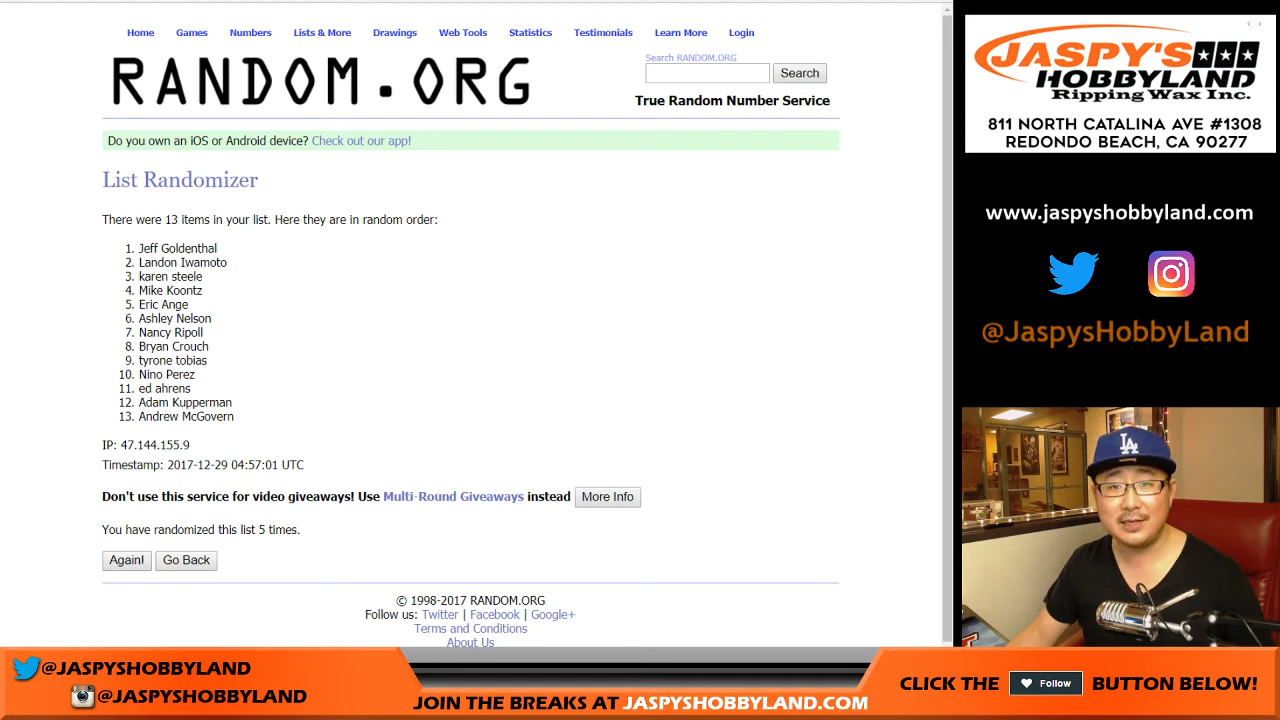 Home Games Numbers Lists & More Drawings Web Tools Statistics Testimonials Learn More Login
RANDOM.ORG
Search RANDOM.ORG
Search
True Random Number Service
Do you own an iOS or Android device? Check out our app!
List Randomizer
There were 13 items in your list. Here they are in random order:
1. Jeff Goldenthal
2. Landon Iwamoto
3. karen steele
4. Mike Koontz
5. Eric Ange
6. Ashley Nelson
7. Nancy Ripoll
8. Bryan Crouch
9. tyrone tobias
10. Nino Perez
11. ed ahrens
12. Adam Kupperman
13. Andrew McGovern
IP: 47.144.155.9
Timestamp: 2017-12-29 04:57:01 UTC
Don't use this service for video giveaways! Use Multi-Round Giveaways instead More Info
You have randomized this list 5 times.
Again! Go Back
© 1998-2017 RANDOM.ORG
Follow us: Twitter | Facebook | Google+
Terms and Conditions
About Us
JASPY'S
HOBBYLAND
Ripping Wax Inc.
811 NORTH CATALINA AVE #1308
REDONDO BEACH, CA 90277
www.jaspyshobbyland.com
@JaspysHobbyLand
LA
@JASPYSHOBBYLAND
@JASPYSHOBBYLAND
JOIN THE BREAKS AT JASPYSHOBBYLAND.COM
CLICK THE Follow BUTTON BELOW!